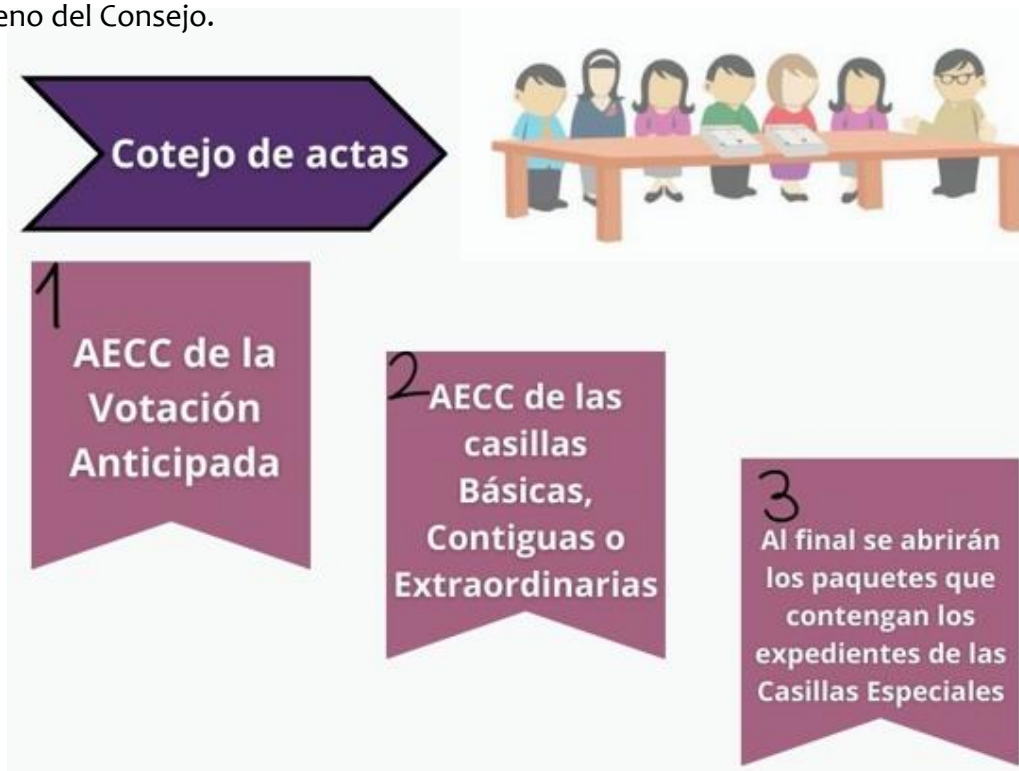 eno del Consejo.
Cotejo de actas
1
AECC de la
Votación
Anticipada
2
AECC de las
casillas
Básicas,
Contiguas o
Extraordinarias
3
Al final se abrirán
los paquetes que
contengan los
expedientes de las
Casillas Especiales